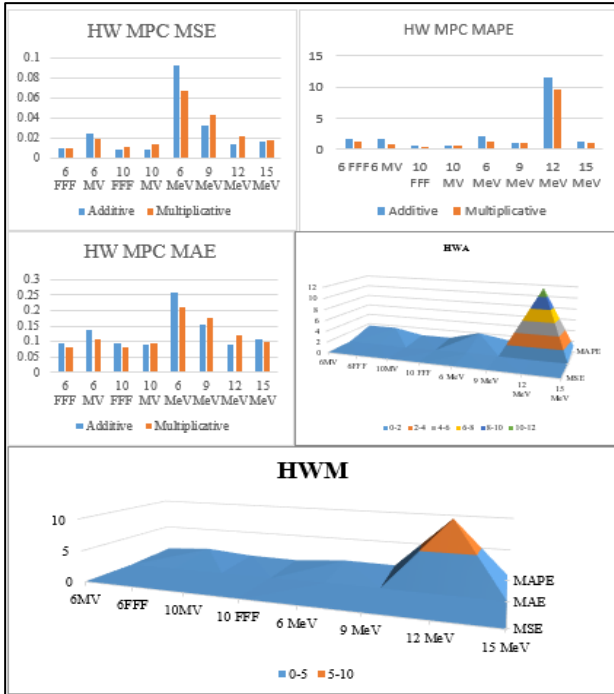 HW MPC MSE
0.1
0.08
0.06
0.04
0.02
0
6 FFF 6 MV 10 FFF 10 MV 6 MeV 9 MeV 12 MeV 15 MeV
Additive Multiplicative
HW MPC MAPE
15
10
5
0
6 FFF 6 MV 10 FFF 10 MV 6 MeV 9 MeV 12 MeV 15 MeV
Additive Multiplicative
HW MPC MAE
0.3
0.25
0.2
0.15
0.1
0.05
0
6 FFF 6 MV 10 FFF 10 MV 6 MeV 9 MeV 12 MeV 15 MeV
Additive Multiplicative
HWA
12
10
8
6
4
2
0
6MV 6FFF 10MV 10 FFF 6 MeV 9 MeV 12 MeV 15 MeV
MAPE
MSE
0-2 2-4 4-6 6-8 8-10 10-12
HWM
10
5
0
6MV 6FFF 10MV 10 FFF 6 MeV 9 MeV 12 MeV 15 MeV
MAPE
MAE
MSE
0-5 5-10